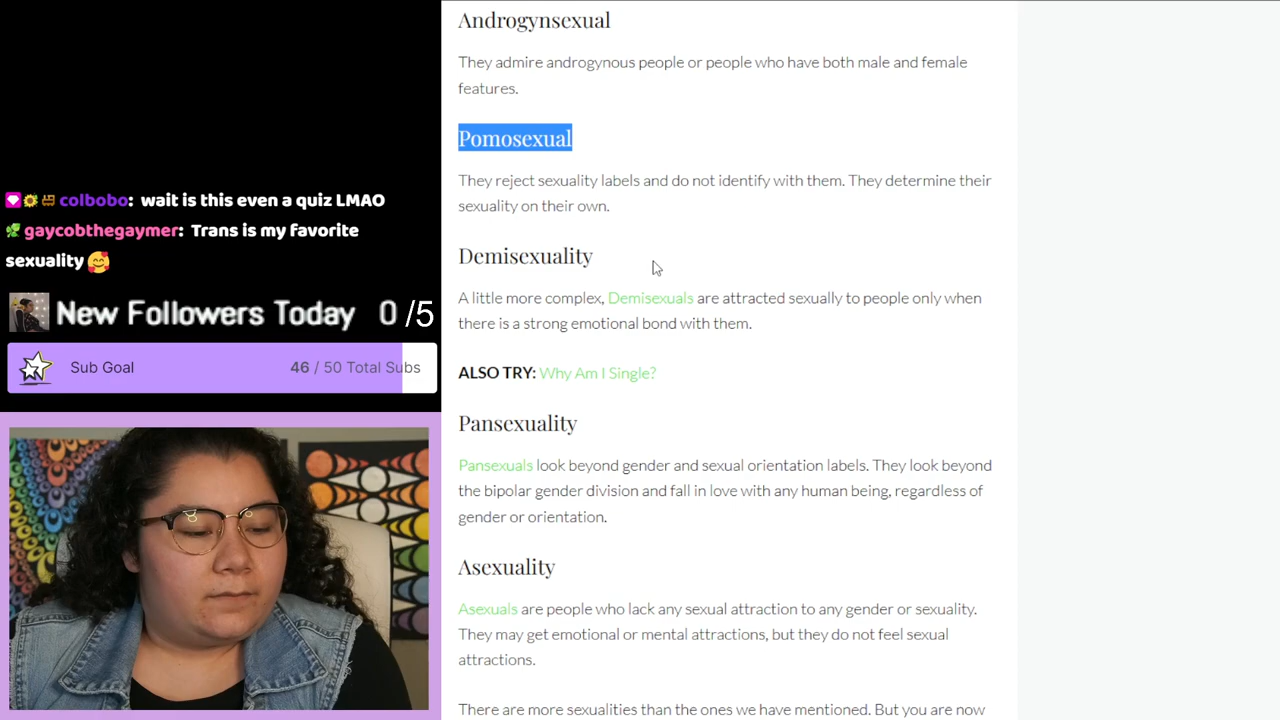 Androgynsexual
They admire androgynous people or people who have both male and female
features.
Pomosexual
They reject sexuality labels and do not identify with them. They determine their
sexuality on their own.
Demisexuality
A little more complex, Demisexuals are attracted sexually to people only when
there is a strong emotional bond with them.
ALSO TRY: Why Am I Single?
Pansexuality
Pansexuals look beyond gender and sexual orientation labels. They look beyond
the bipolar gender division and fall in love with any human being, regardless of
gender or orientation.
Asexuality
Asexuals are people who lack any sexual attraction to any gender or sexuality.
They may get emotional or mental attractions, but they do not feel sexual
attractions.
There are more sexualities than the ones we have mentioned. But you are now
colbobo: wait is this even a quiz LMAO
gaycobthegaymer: Trans is my favorite
sexuality 🥰
New Followers Today 0 /5
Sub Goal 46 / 50 Total Subs